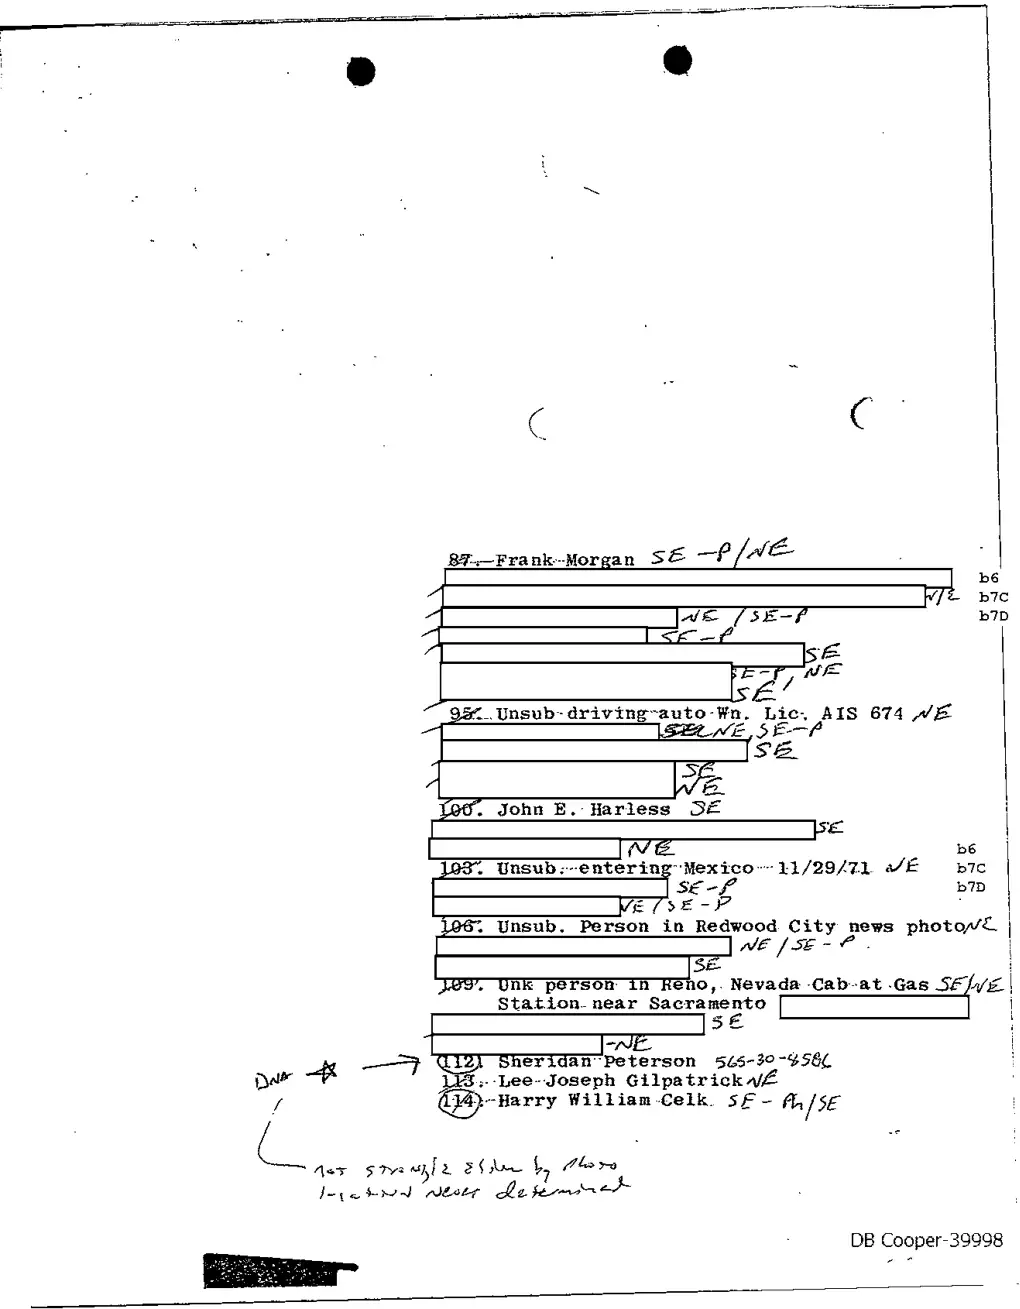 87. Frank Morgan SE-P/NE
b6
N/E b7C
NE / SE-P b7D
SE-P
SE
SE-P, NE
SE
95. Unsub driving auto Wn. Lic. AIS 674 NE
NE, SE-P
SE
SE
NE
100. John E. Harless SE
SE
NE b6
103. Unsub. entering Mexico 11/29/71 NE b7C
SE-P b7D
NE / SE-P
106. Unsub. Person in Redwood City news photo NE
NE / SE-P
SE
109. Unk person in Reno, Nevada Cab at Gas SE/NE
Station near Sacramento
SE
-NE
DNA 112. Sheridan Peterson
113. Lee Joseph Gilpatrick NE
114. Harry William Celk SE - Ph/SE
Not by Photo
never determined
DB Cooper-39998